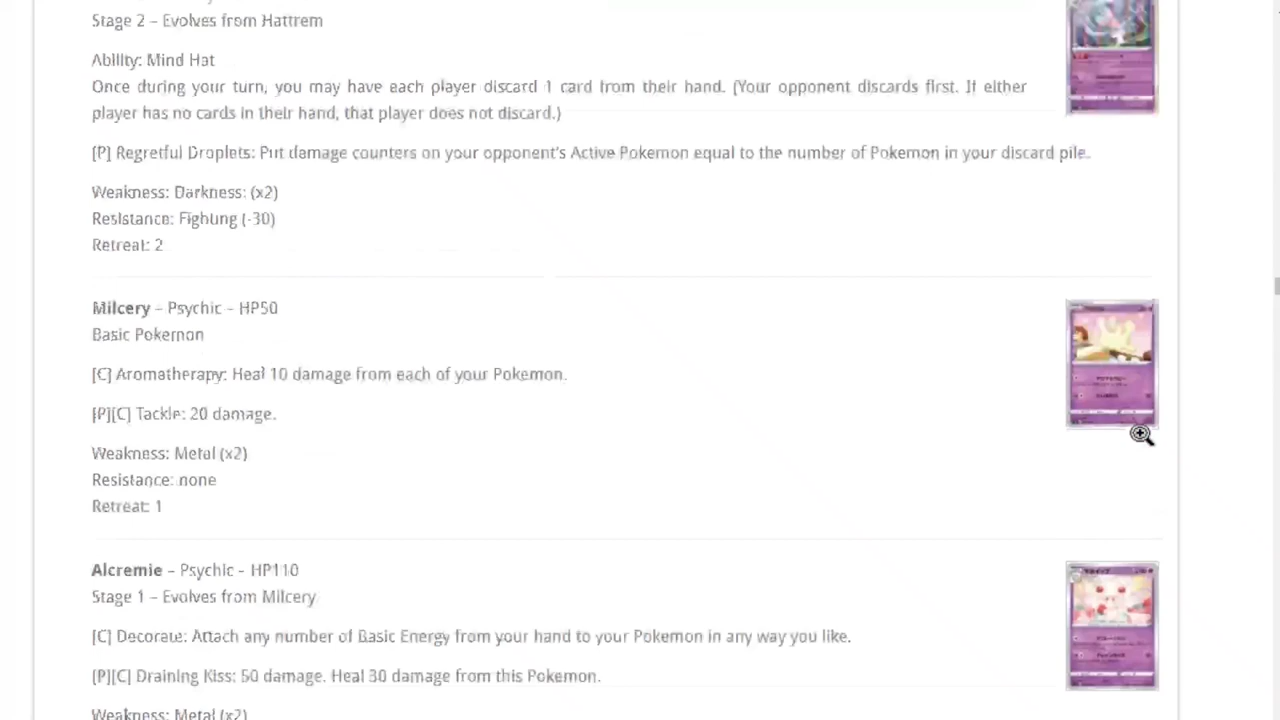 Stage 2 – Evolves from Hattrem
Ability: Mind Hat
Once during your turn, you may have each player discard 1 card from their hand. (Your opponent discards first. If either
player has no cards in their hand, that player does not discard.)
[P] Regretful Droplets: Put damage counters on your opponent's Active Pokemon equal to the number of Pokemon in your discard pile.
Weakness: Darkness: (x2)
Resistance: Fighting (-30)
Retreat: 2
Milcery – Psychic – HP50
Basic Pokemon
[C] Aromatherapy: Heal 10 damage from each of your Pokemon.
[P][C] Tackle: 20 damage.
Weakness: Metal (x2)
Resistance: none
Retreat: 1
Alcremie – Psychic – HP110
Stage 1 – Evolves from Milcery
[C] Decorate: Attach any number of Basic Energy from your hand to your Pokemon in any way you like.
[P][C] Draining Kiss: 50 damage. Heal 30 damage from this Pokemon.
Weakness: Metal (x2)